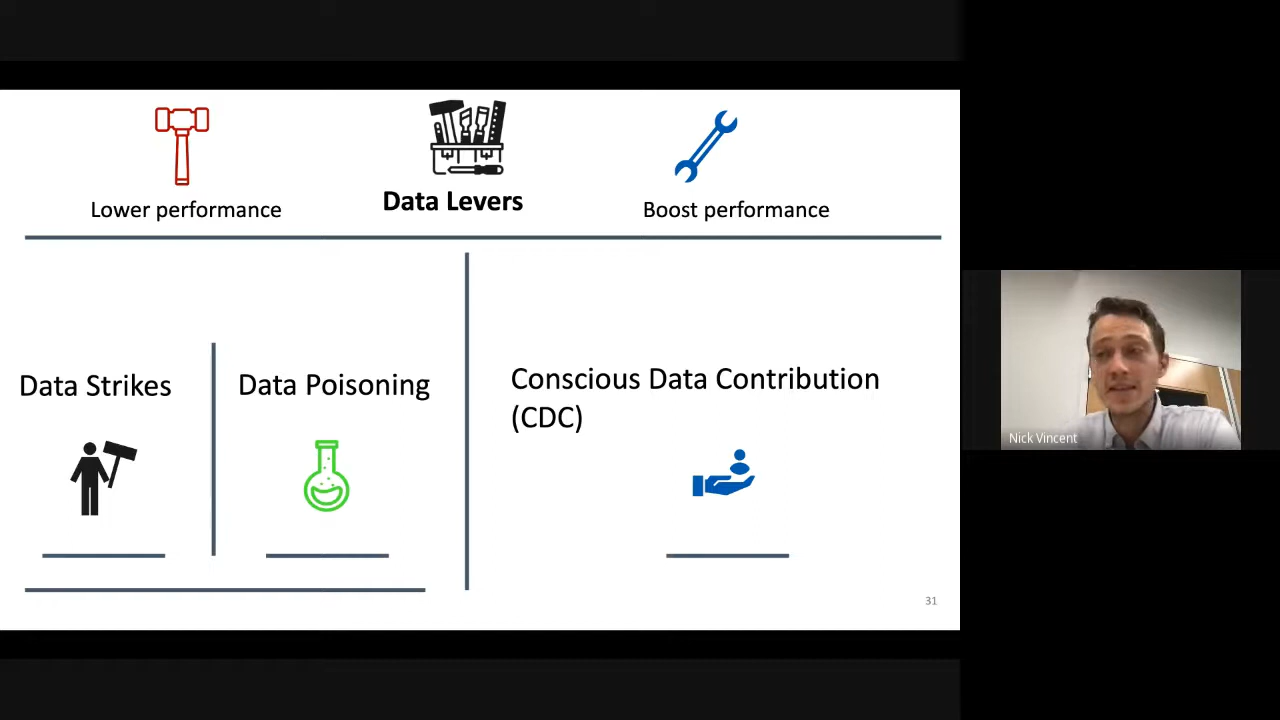 Lower performance
Data Levers
Boost performance
Data Strikes
Data Poisoning
Conscious Data Contribution
(CDC)
31
Nick Vincent